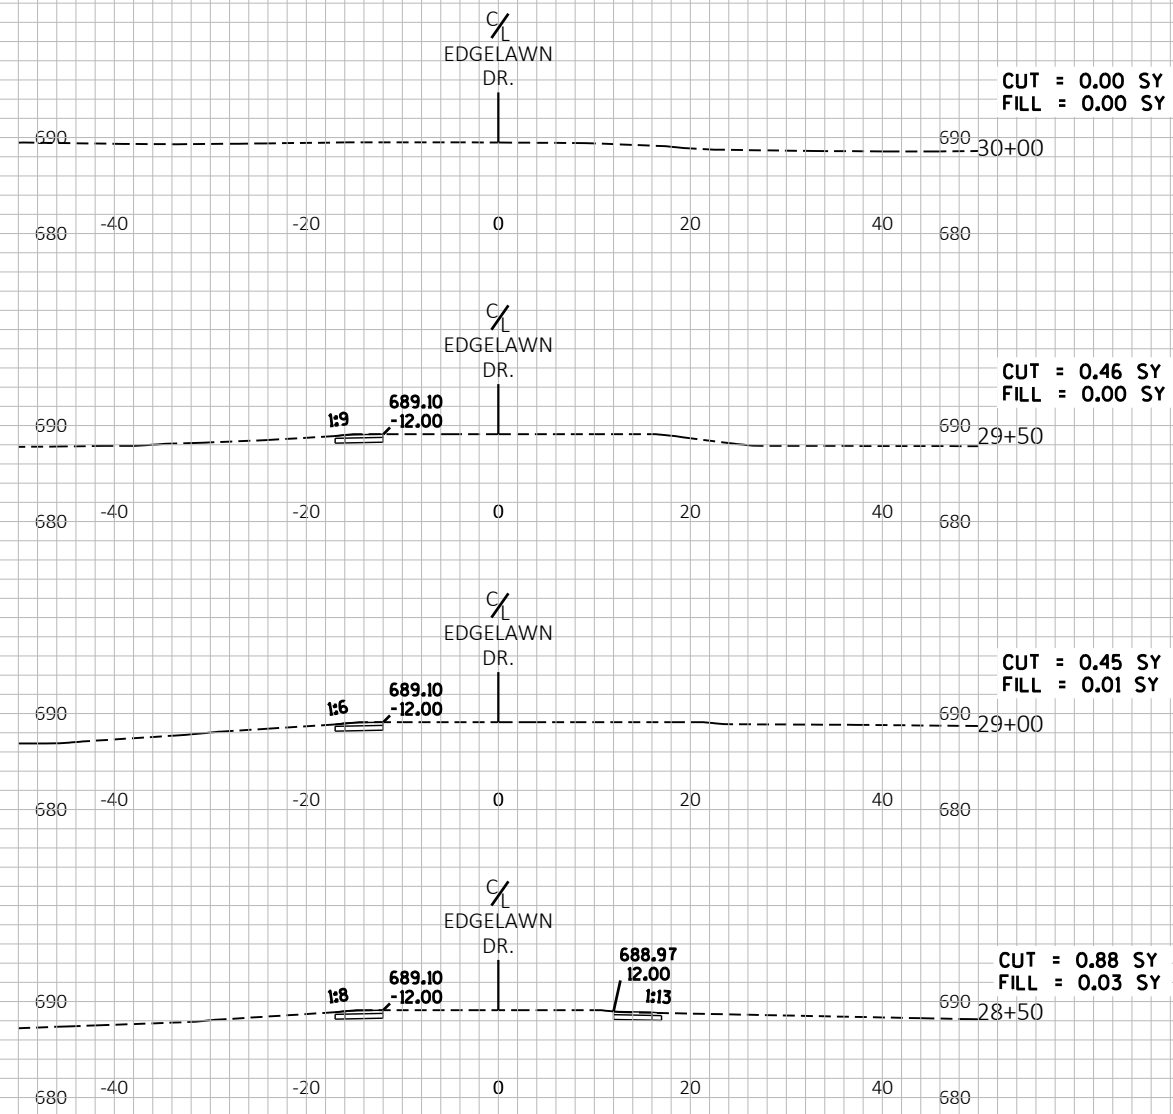 C/L
EDGELAWN
DR.
CUT = 0.00 SY
FILL = 0.00 SY
690 690 30+00
-40 -20 0 20 40
680 680
C/L
EDGELAWN
DR.
CUT = 0.46 SY
FILL = 0.00 SY
689.10
1:9 -12.00
690 690 29+50
-40 -20 0 20 40
680 680
C/L
EDGELAWN
DR.
CUT = 0.45 SY
FILL = 0.01 SY
689.10
1:6 -12.00
690 690 29+00
-40 -20 0 20 40
680 680
C/L
EDGELAWN
DR.
688.97
CUT = 0.88 SY
12.00
FILL = 0.03 SY
689.10
1:8 -12.00 1:13
690 690 28+50
-40 -20 0 20 40
680 680